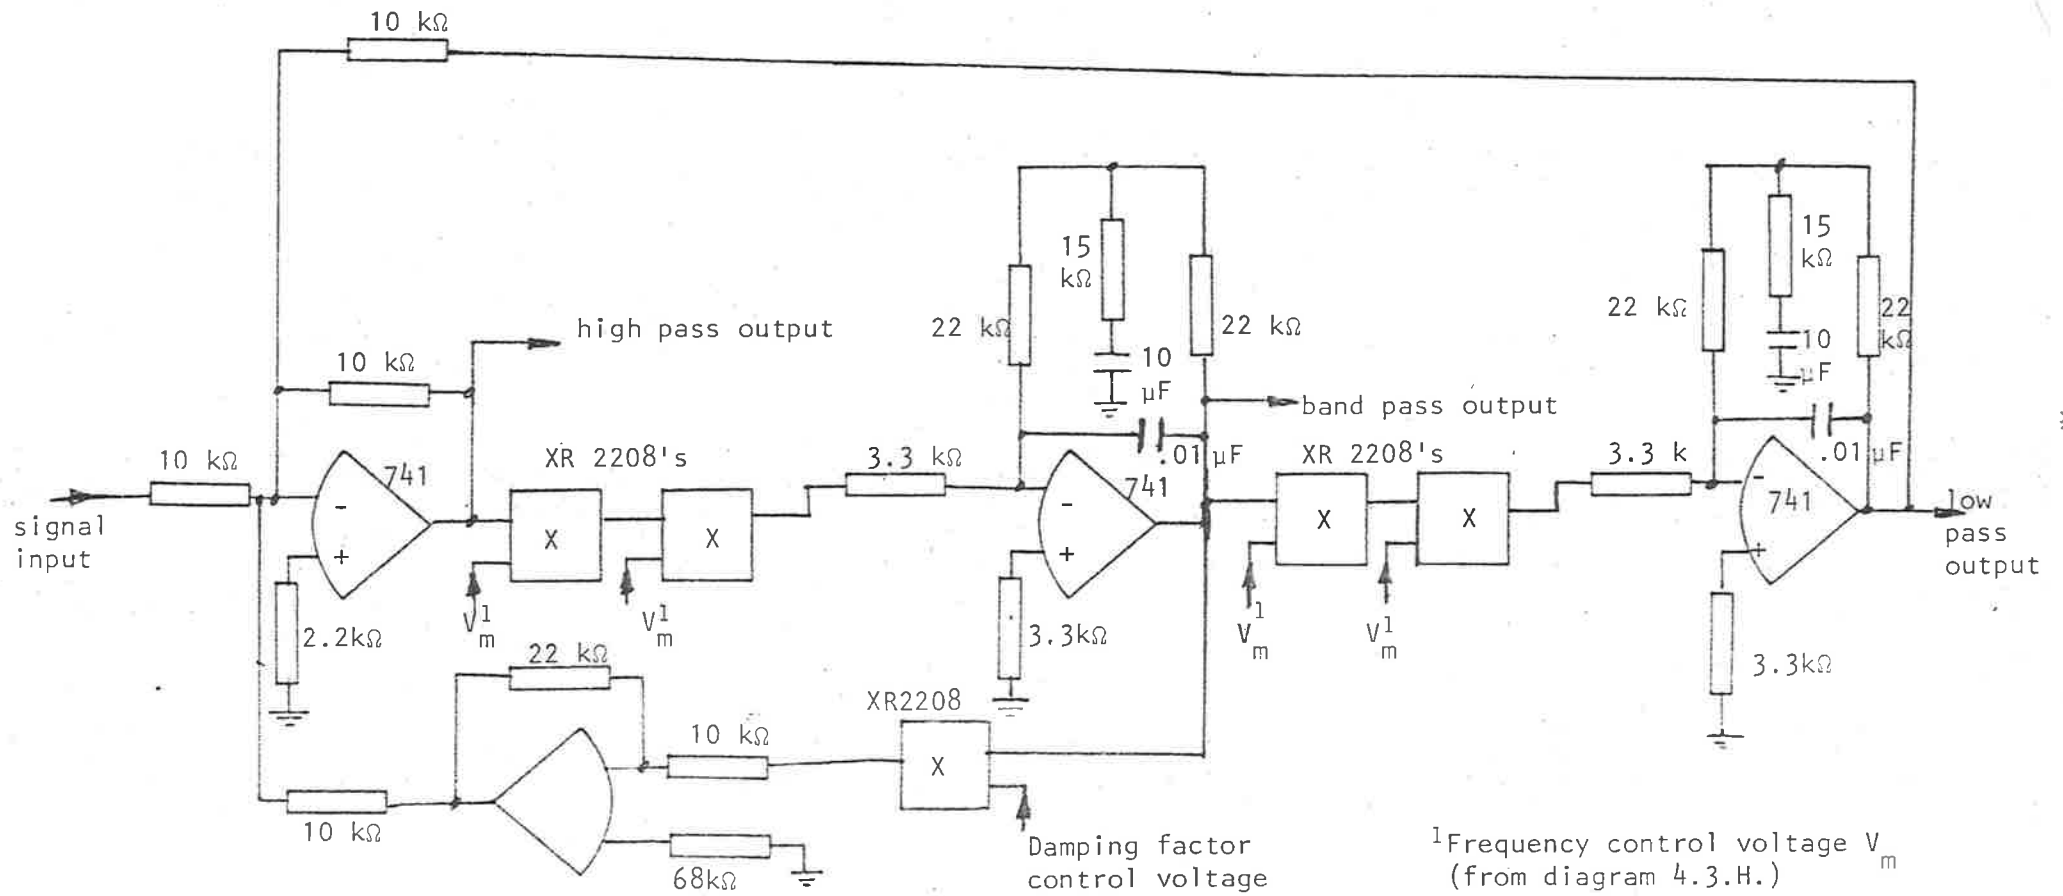 10 kΩ
high pass output
10 kΩ
10 kΩ
signal
input
741
-
+
2.2kΩ
XR 2208's
X
X
V¹m
V¹m
3.3 kΩ
22 kΩ
15
kΩ
10
µF
22 kΩ
.01 µF
band pass output
741
-
+
3.3kΩ
XR 2208's
X
X
V¹m
V¹m
3.3 k
22 kΩ
15
kΩ
10
µF
22
kΩ
.01 µF
-
741
+
3.3kΩ
low
pass
output
22 kΩ
10 kΩ
XR2208
X
10 kΩ
68kΩ
Damping factor
control voltage
¹Frequency control voltage Vm
(from diagram 4.3.H.)